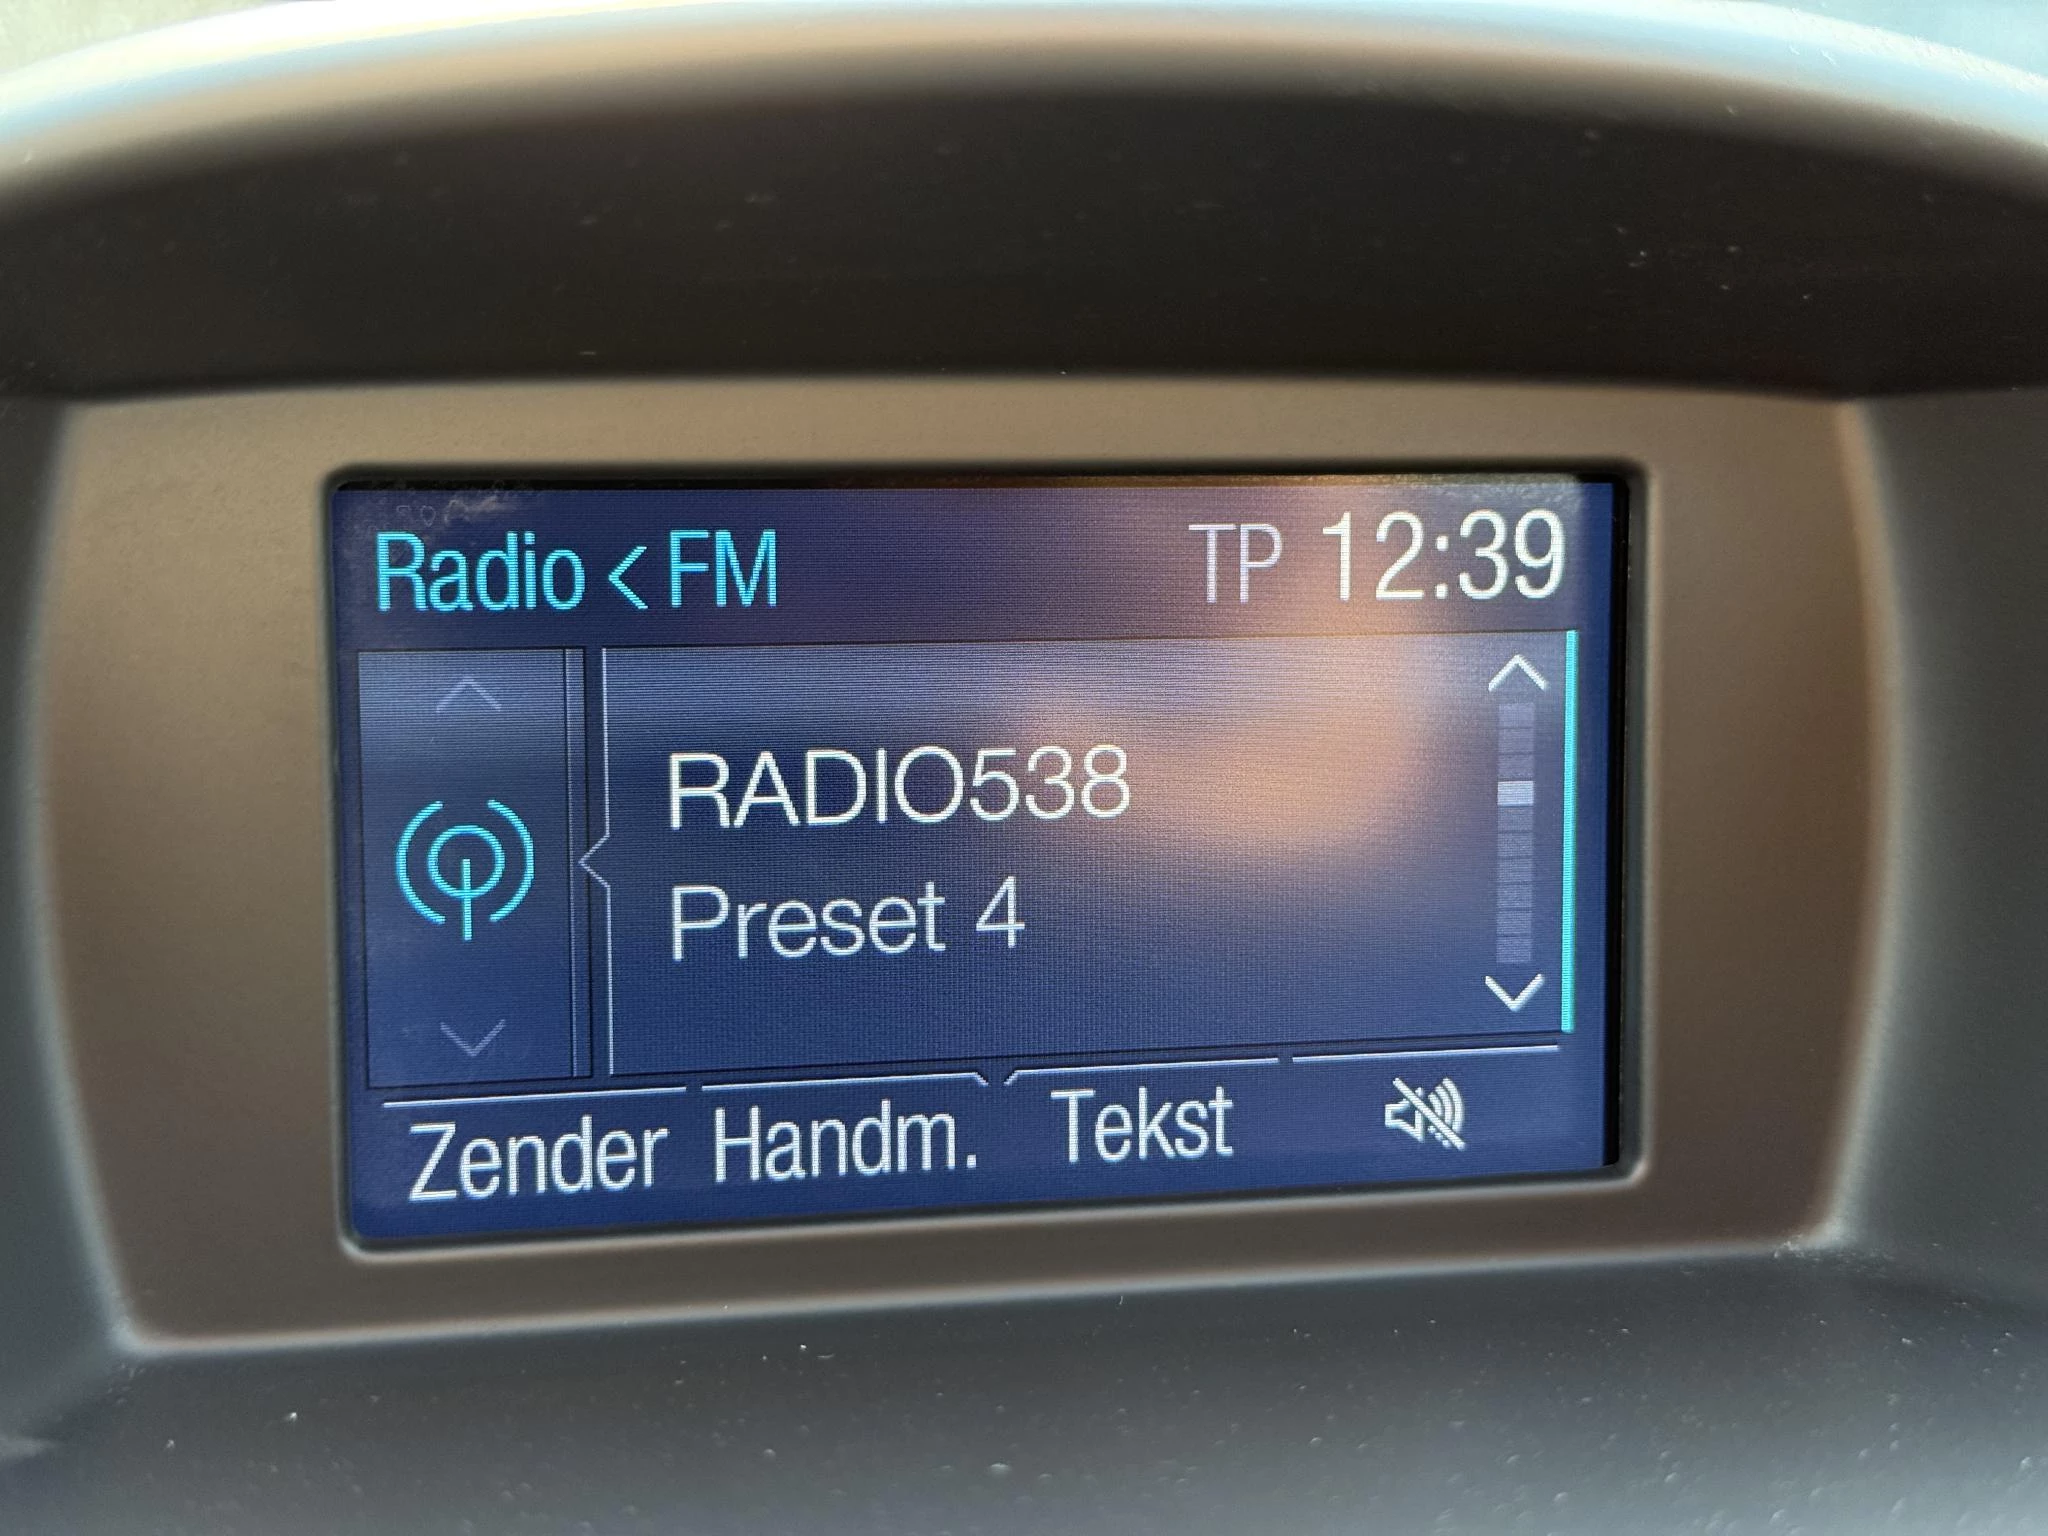 Radio < FM TP 12:39
RADIO538
Preset 4
Zender Handm. Tekst